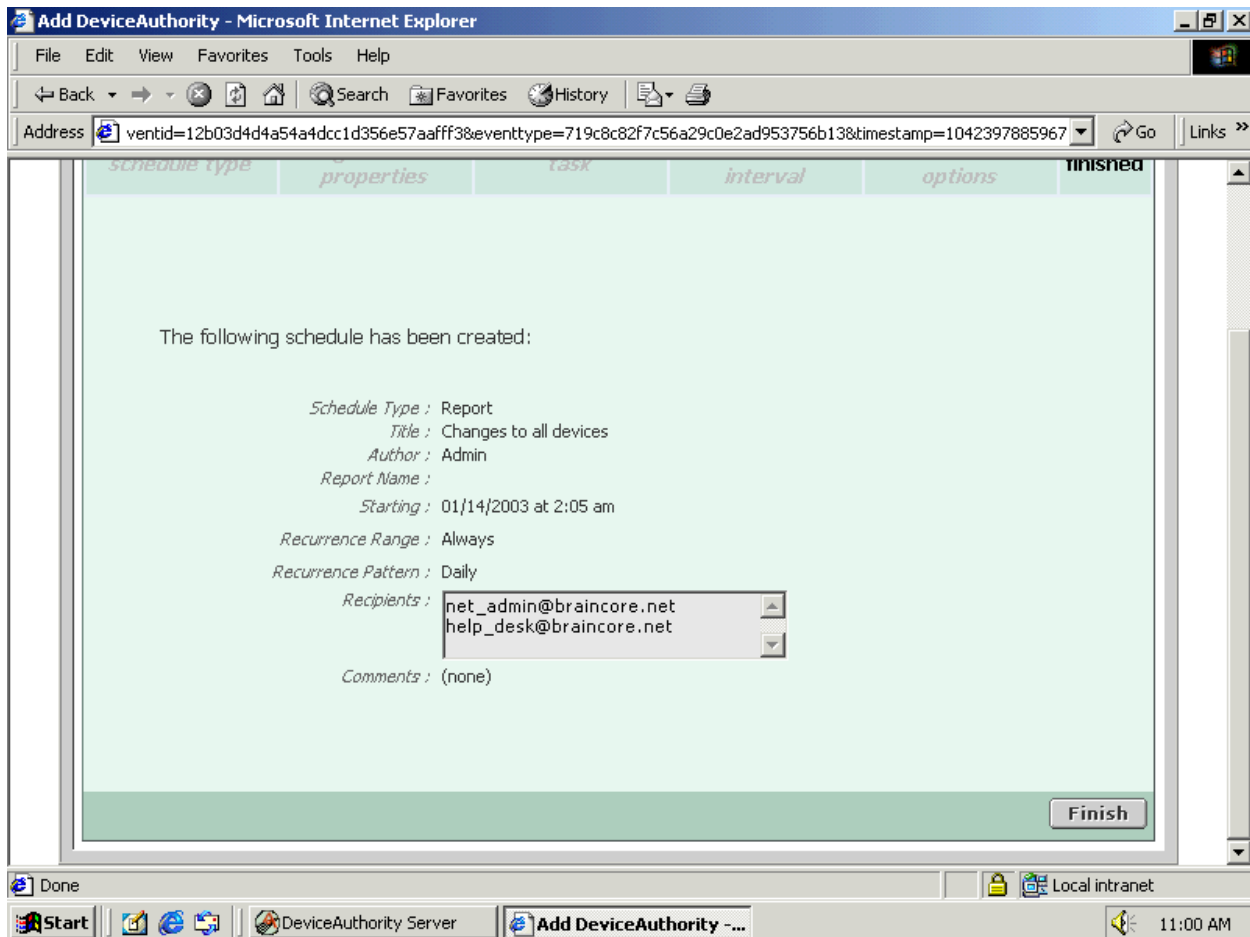 Add DeviceAuthority - Microsoft Internet Explorer
File Edit View Favorites Tools Help
Back Search Favorites History
Address ventid=12b03d4d4a54a4dcc1d356e57aafff3&eventtype=719c8c82f7c56a29c0e2ad953756b13&timestamp=1042397885967 Go Links »
schedule type properties task interval options finished
The following schedule has been created:
Schedule Type : Report
Title : Changes to all devices
Author : Admin
Report Name :
Starting : 01/14/2003 at 2:05 am
Recurrence Range : Always
Recurrence Pattern : Daily
Recipients : net_admin@braincore.net
help_desk@braincore.net
Comments : (none)
Finish
Done Local intranet
Start DeviceAuthority Server Add DeviceAuthority -... 11:00 AM